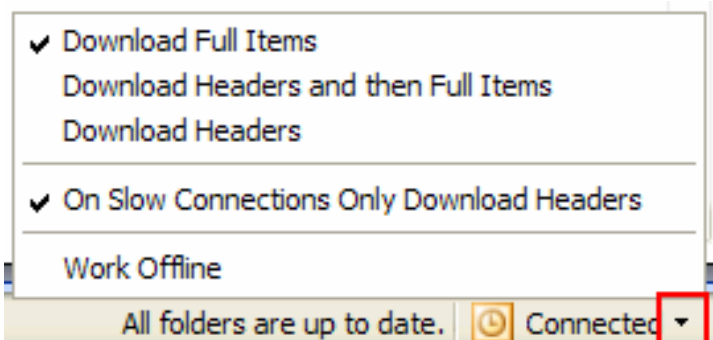 Download Full Items
Download Headers and then Full Items
Download Headers
On Slow Connections Only Download Headers
Work Offline
All folders are up to date. Connected